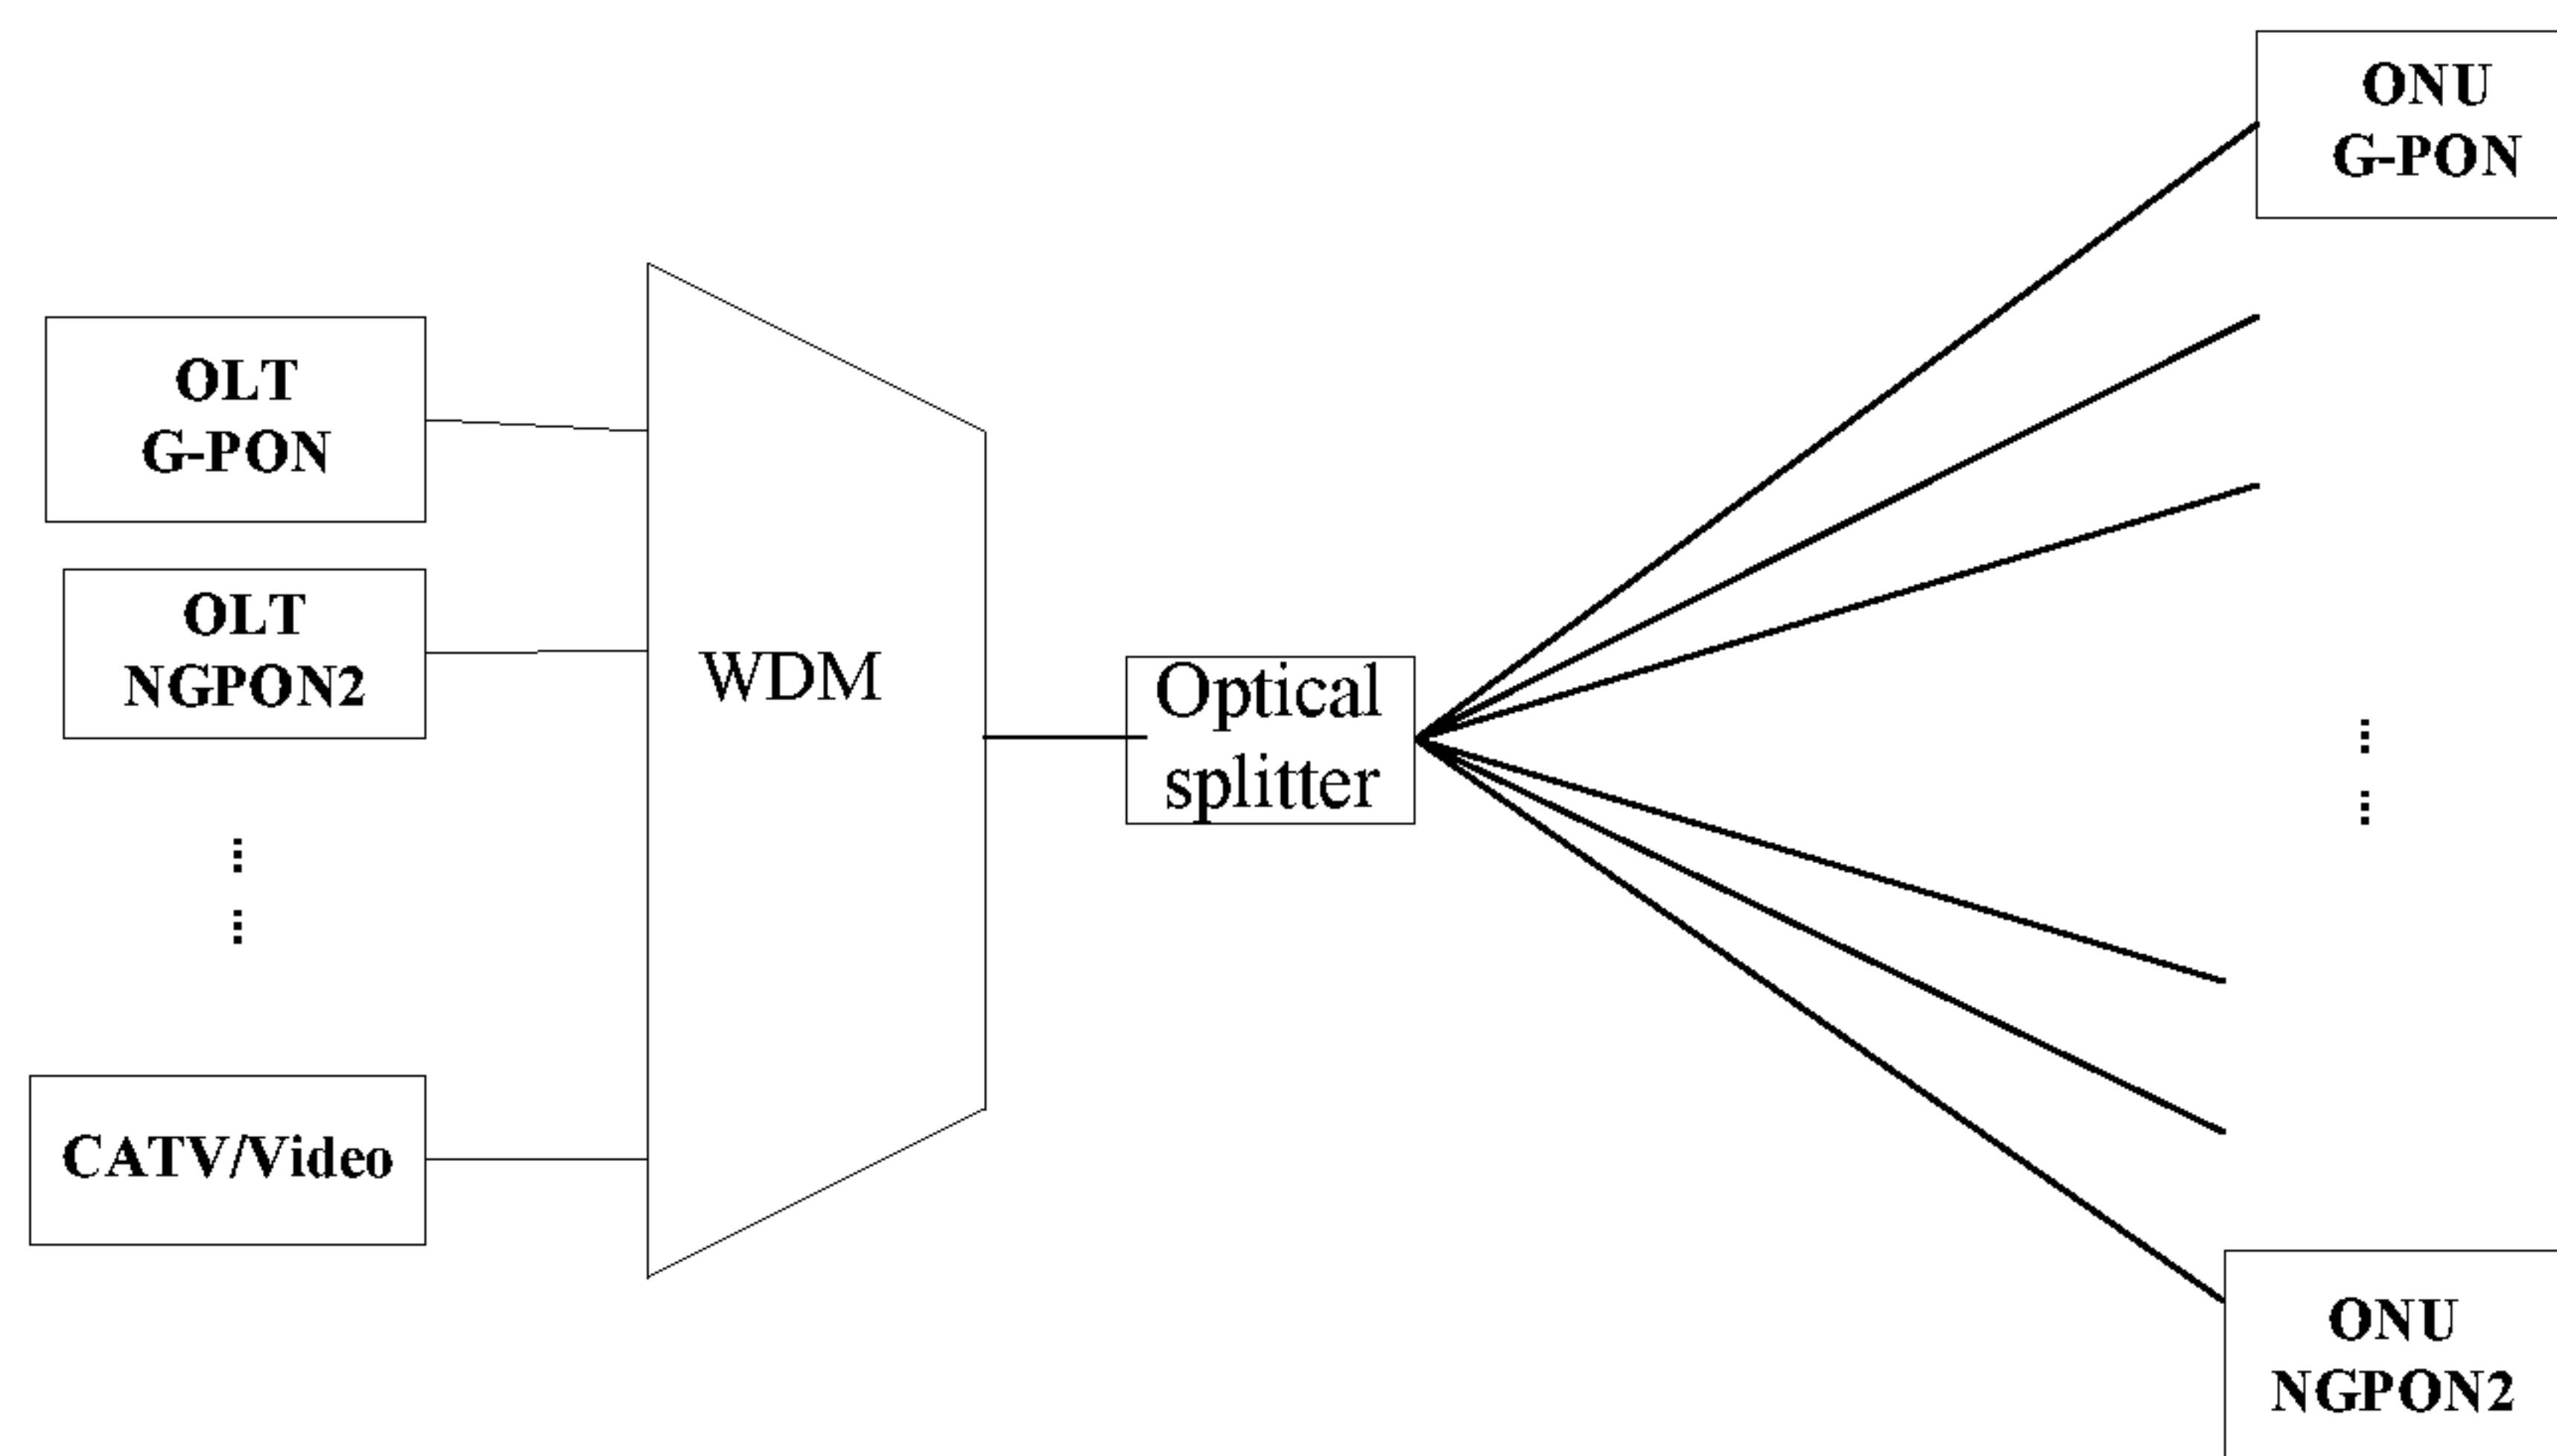 ONU
G-PON
OLT
G-PON
OLT
NGPON2
WDM
Optical
splitter
CATV/Video
ONU
NGPON2